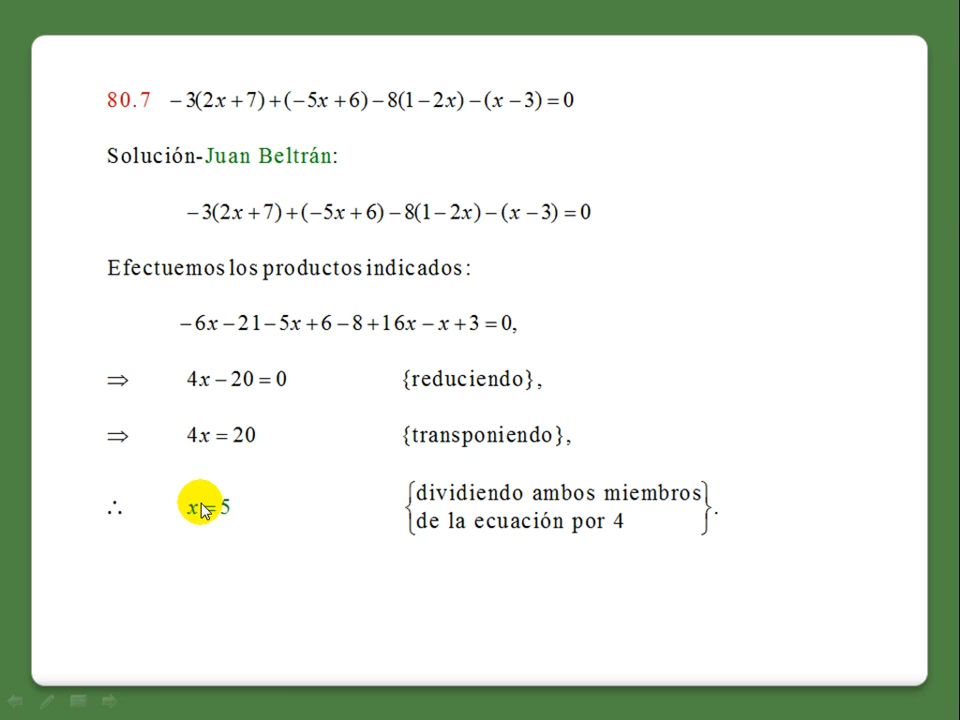 80.7 −3(2x+7)+(−5x+6)−8(1−2x)−(x−3)=0
Solución-Juan Beltrán:
−3(2x+7)+(−5x+6)−8(1−2x)−(x−3)=0
Efectuemos los productos indicados:
−6x−21−5x+6−8+16x−x+3=0,
⇒ 4x−20=0 {reduciendo},
⇒ 4x=20 {transponiendo},
∴ x=5 {dividiendo ambos miembros
de la ecuación por 4}.